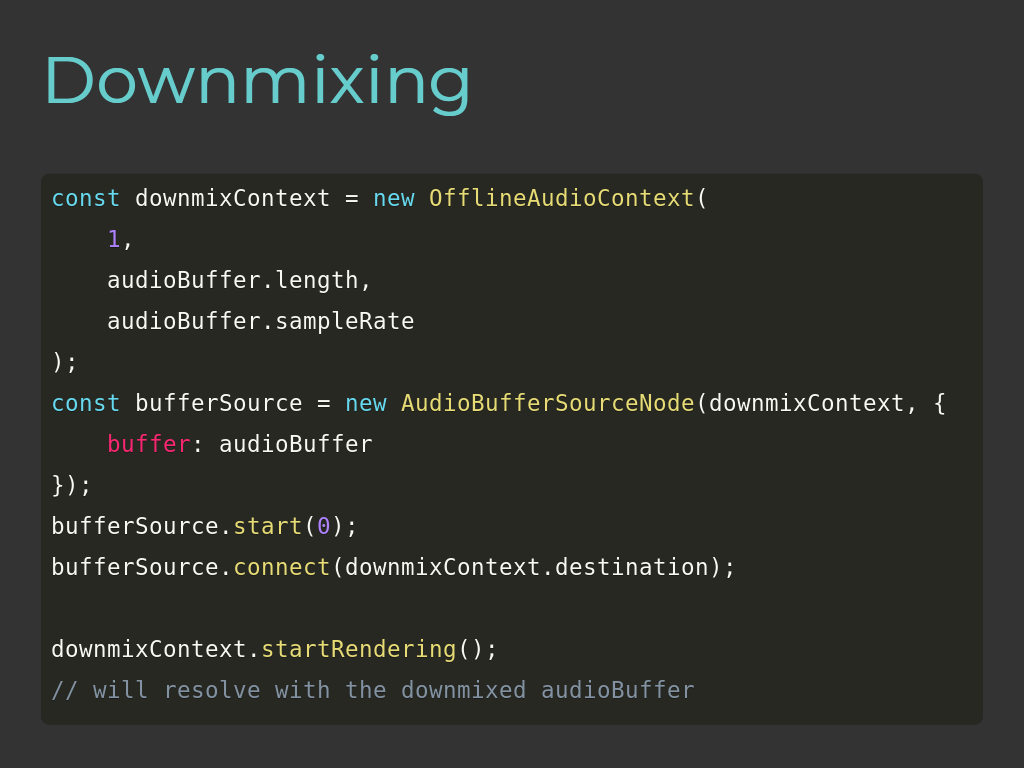 Downmixing
const downmixContext = new OfflineAudioContext(
    1,
    audioBuffer.length,
    audioBuffer.sampleRate
);
const bufferSource = new AudioBufferSourceNode(downmixContext, {
    buffer: audioBuffer
});
bufferSource.start(0);
bufferSource.connect(downmixContext.destination);

downmixContext.startRendering();
// will resolve with the downmixed audioBuffer